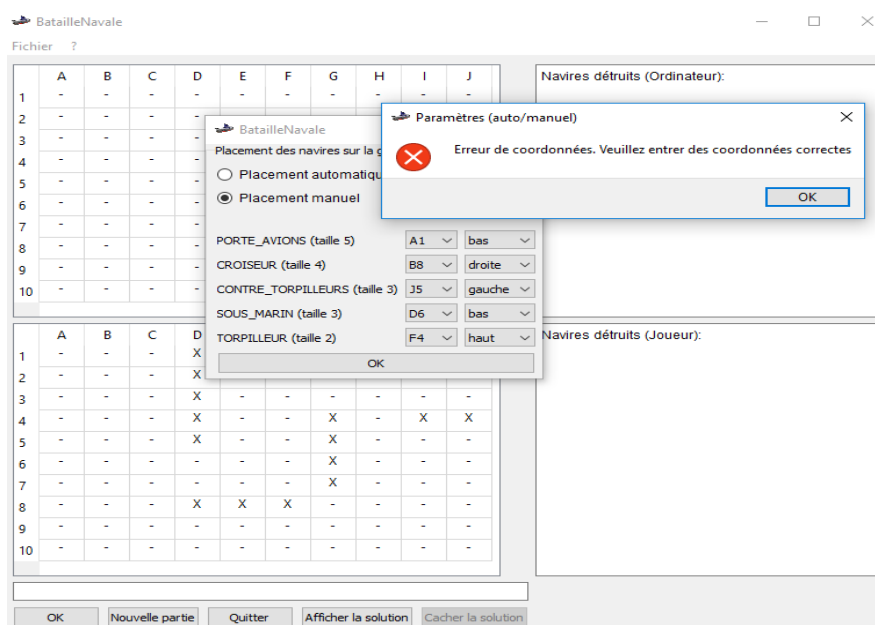 BatailleNavale
Fichier ?
A B C D E F G H I J
Navires détruits (Ordinateur):
1 - - - - - - - - - -
2 - - - -
3 - - - -
4 - - - -
5 - - - -
6 - - - -
7 - - - -
8 - - - -
9 - - - -
10 - - - -
BatailleNavale
Placement des navires sur la g
Placement automatiqu
Placement manuel
PORTE_AVIONS (taille 5) A1 bas
CROISEUR (taille 4) B8 droite
CONTRE_TORPILLEURS (taille 3) J5 gauche
SOUS_MARIN (taille 3) D6 bas
TORPILLEUR (taille 2) F4 haut
OK
Paramètres (auto/manuel)
Erreur de coordonnées. Veuillez entrer des coordonnées correctes
OK
A B C D
Navires détruits (Joueur):
1 - - - X
2 - - - X
3 - - - X - - - - - -
4 - - - X - - X - X X
5 - - - X - - X - - -
6 - - - - - - X - - -
7 - - - - - - X - - -
8 - - - X X X - - - -
9 - - - - - - - - - -
10 - - - - - - - - - -
OK Nouvelle partie Quitter Afficher la solution Cacher la solution